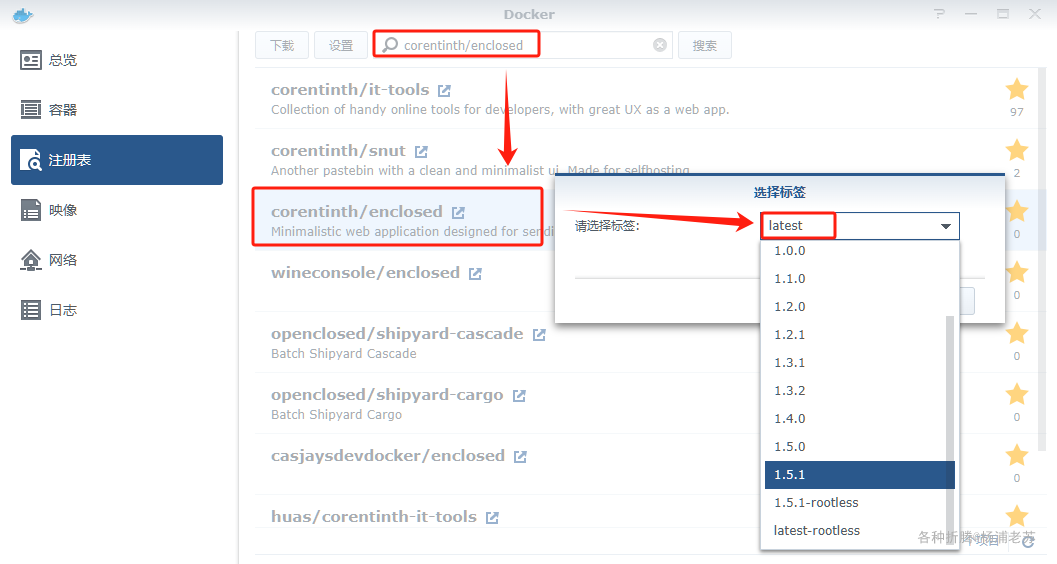 Docker
总览
容器
注册表
映像
网络
日志
下载
设置
corentinth/enclosed
搜索
corentinth/it-tools
Collection of handy online tools for developers, with great UX as a web app.
97
corentinth/snut
Another pastebin with a clean and minimalist ui. Made for selfhosting.
2
corentinth/enclosed
Minimalistic web application designed for sendi
0
wineconsole/enclosed
0
openclosed/shipyard-cascade
Batch Shipyard Cascade
0
openclosed/shipyard-cargo
Batch Shipyard Cargo
0
casjaysdevdocker/enclosed
0
huas/corentinth-it-tools
选择标签
请选择标签:
latest
1.0.0
1.1.0
1.2.0
1.2.1
1.3.1
1.3.2
1.4.0
1.5.0
1.5.1
1.5.1-rootless
latest-rootless
各种折腾@杨浦老苏